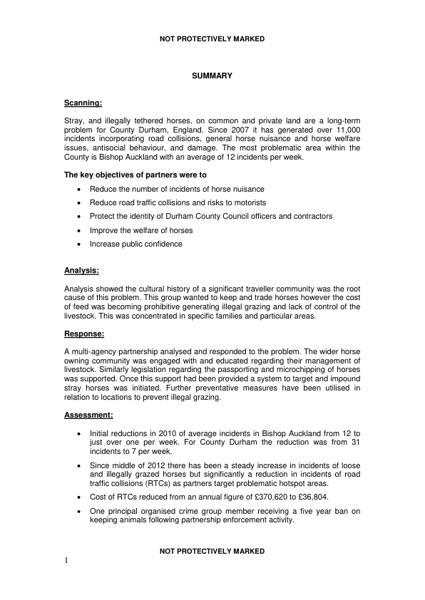 NOT PROTECTIVELY MARKED
SUMMARY
Scanning:
Stray, and illegally tethered horses, on common and private land are a long-term
problem for County Durham, England. Since 2007 it has generated over 11,000
incidents incorporating road collisions, general horse nuisance and horse welfare
issues, antisocial behaviour, and damage. The most problematic area within the
County is Bishop Auckland with an average of 12 incidents per week.
The key objectives of partners were to
• Reduce the number of incidents of horse nuisance
• Reduce road traffic collisions and risks to motorists
• Protect the identity of Durham County Council officers and contractors
• Improve the welfare of horses
• Increase public confidence
Analysis:
Analysis showed the cultural history of a significant traveller community was the root
cause of this problem. This group wanted to keep and trade horses however the cost
of feed was becoming prohibitive generating illegal grazing and lack of control of the
livestock. This was concentrated in specific families and particular areas.
Response:
A multi-agency partnership analysed and responded to the problem. The wider horse
owning community was engaged with and educated regarding their management of
livestock. Similarly legislation regarding the passporting and microchipping of horses
was supported. Once this support had been provided a system to target and impound
stray horses was initiated. Further preventative measures have been utilised in
relation to locations to prevent illegal grazing.
Assessment:
• Initial reductions in 2010 of average incidents in Bishop Auckland from 12 to
just over one per week. For County Durham the reduction was from 31
incidents to 7 per week.
• Since middle of 2012 there has been a steady increase in incidents of loose
and illegally grazed horses but significantly a reduction in incidents of road
traffic collisions (RTCs) as partners target problematic hotspot areas.
• Cost of RTCs reduced from an annual figure of £370,620 to £36,804.
• One principal organised crime group member receiving a five year ban on
keeping animals following partnership enforcement activity.
NOT PROTECTIVELY MARKED
1